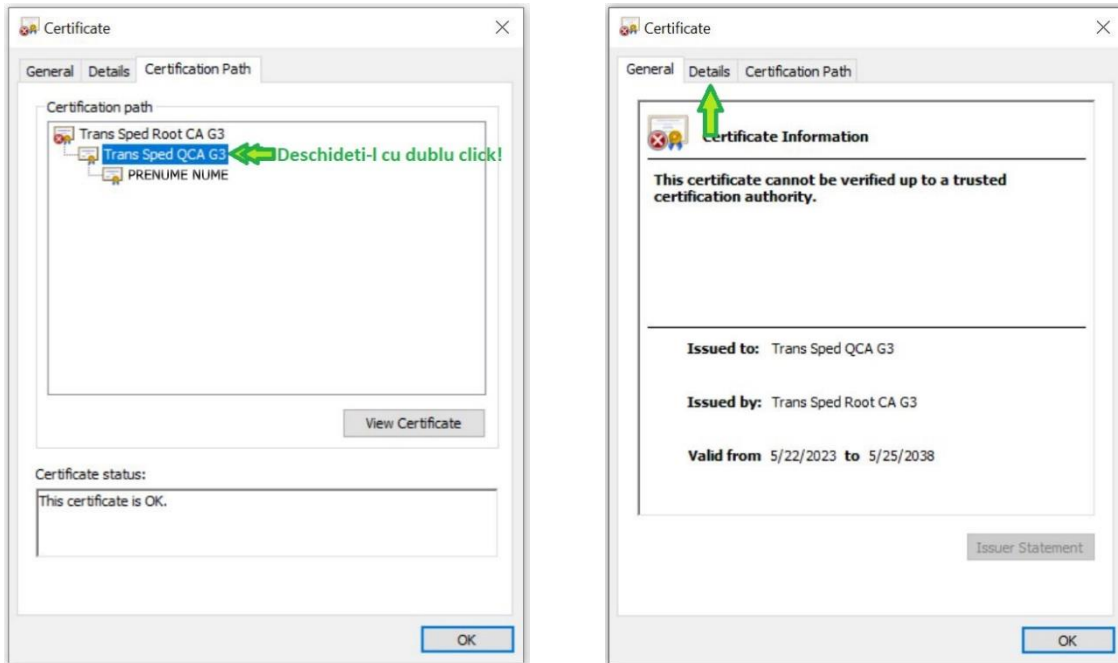 Certificate
General Details Certification Path
Certification path
Trans Sped Root CA G3
Trans Sped QCA G3 Deschideti-l cu dublu click!
PRENUME NUME
View Certificate
Certificate status:
This certificate is OK.
OK
Certificate
General Details Certification Path
Certificate Information
This certificate cannot be verified up to a trusted
certification authority.
Issued to: Trans Sped QCA G3
Issued by: Trans Sped Root CA G3
Valid from 5/22/2023 to 5/25/2038
Issuer Statement
OK